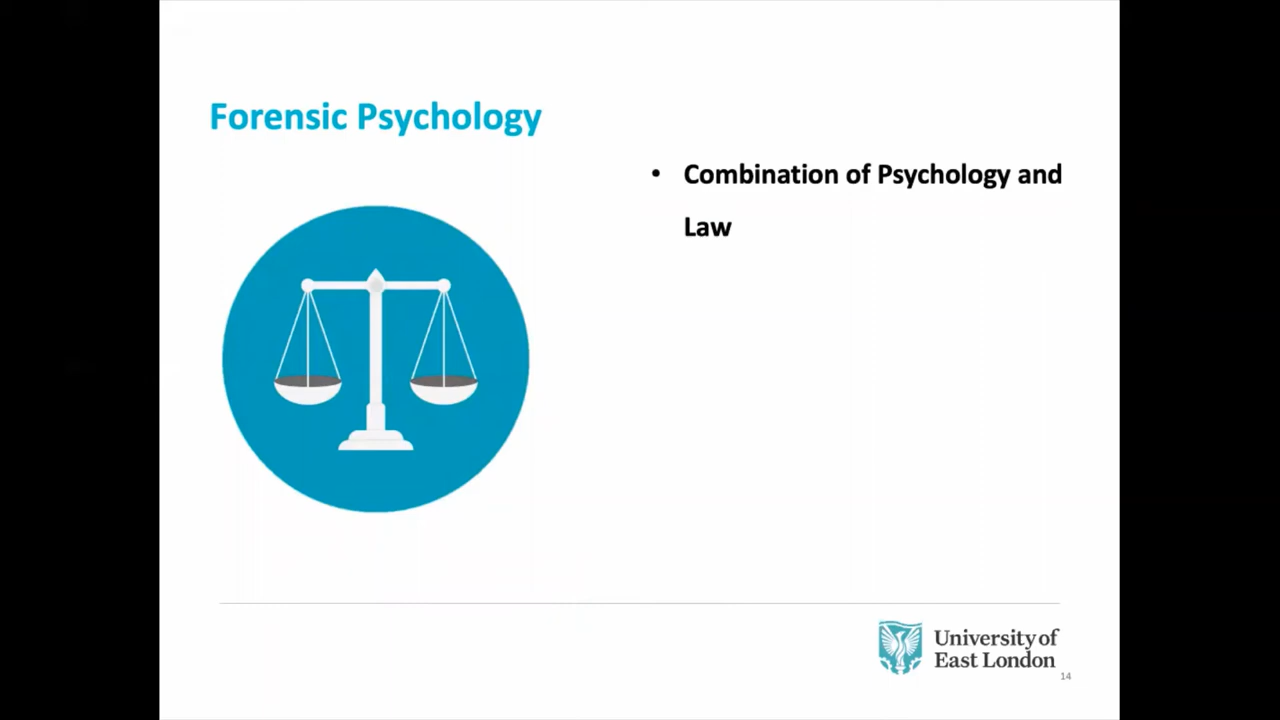 Forensic Psychology
• Combination of Psychology and
Law
University of
East London
14